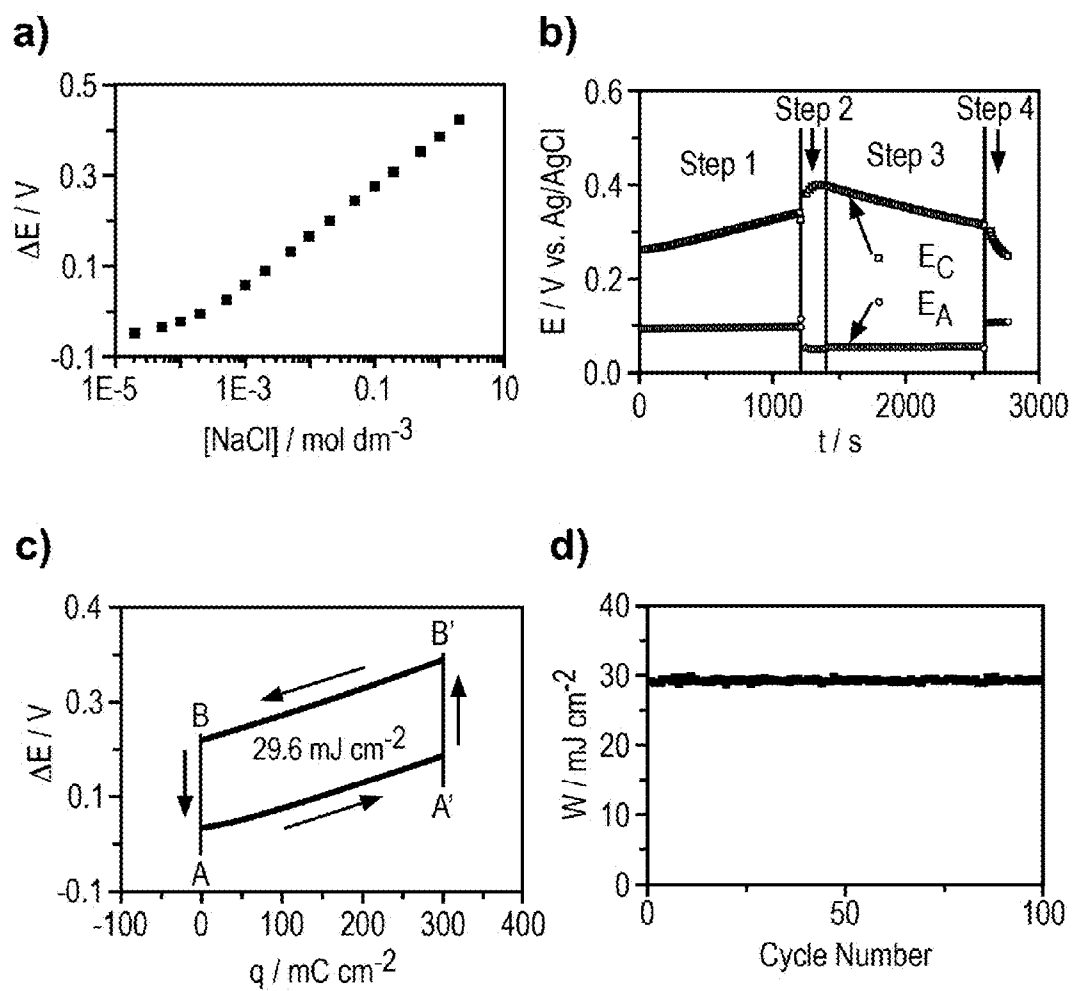 a)
0.5
0.3
0.1
-0.1
ΔE / V
1E-5 1E-3 0.1 10
[NaCl] / mol dm-3
b)
0.6
0.4
0.2
0.0
E / V vs. Ag/AgCl
Step 1
Step 2
Step 3
Step 4
EC
EA
0 1000 2000 3000
t / s
c)
0.4
0.3
0.1
-0.1
ΔE / V
B'
B
29.6 mJ cm-2
A'
A
-100 0 100 200 300 400
q / mC cm-2
d)
40
30
20
10
0
W / mJ cm-2
0 50 100
Cycle Number